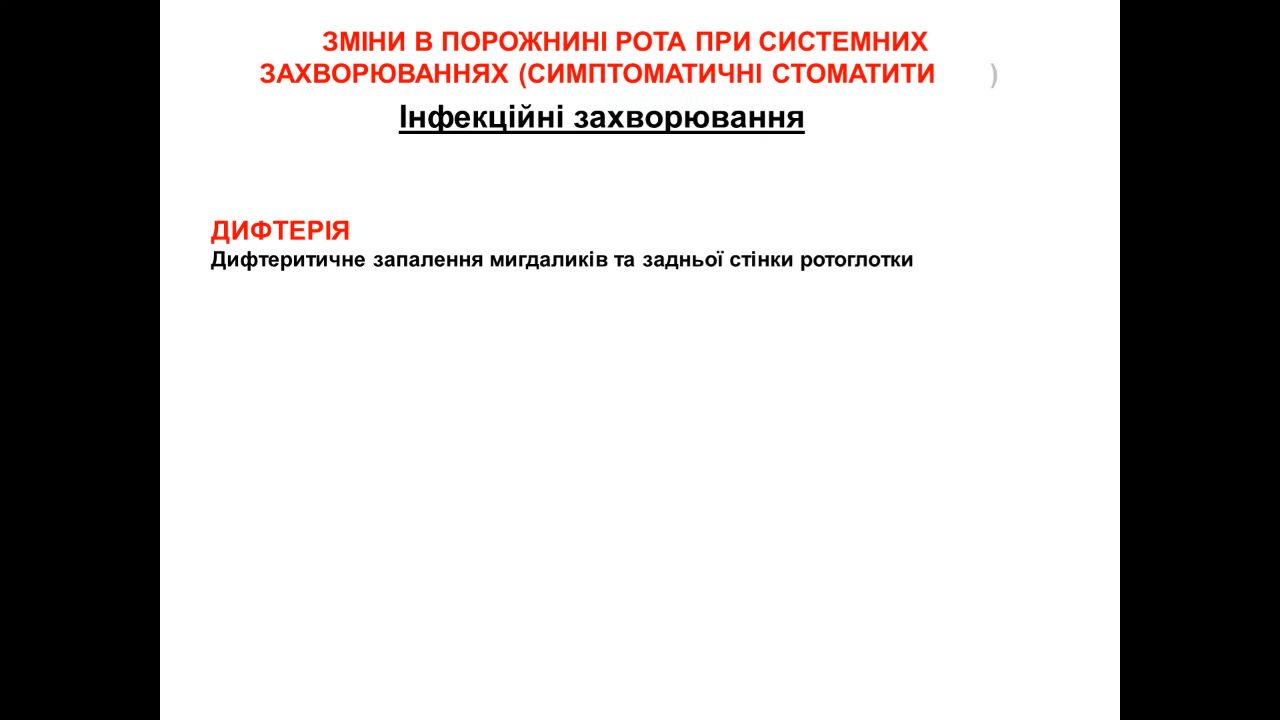 ЗМІНИ В ПОРОЖНИНІ РОТА ПРИ СИСТЕМНИХ
ЗАХВОРЮВАННЯХ (СИМПТОМАТИЧНІ СТОМАТИТИ )
Інфекційні захворювання
ДИФТЕРІЯ
Дифтеритичне запалення мигдаликів та задньої стінки ротоглотки